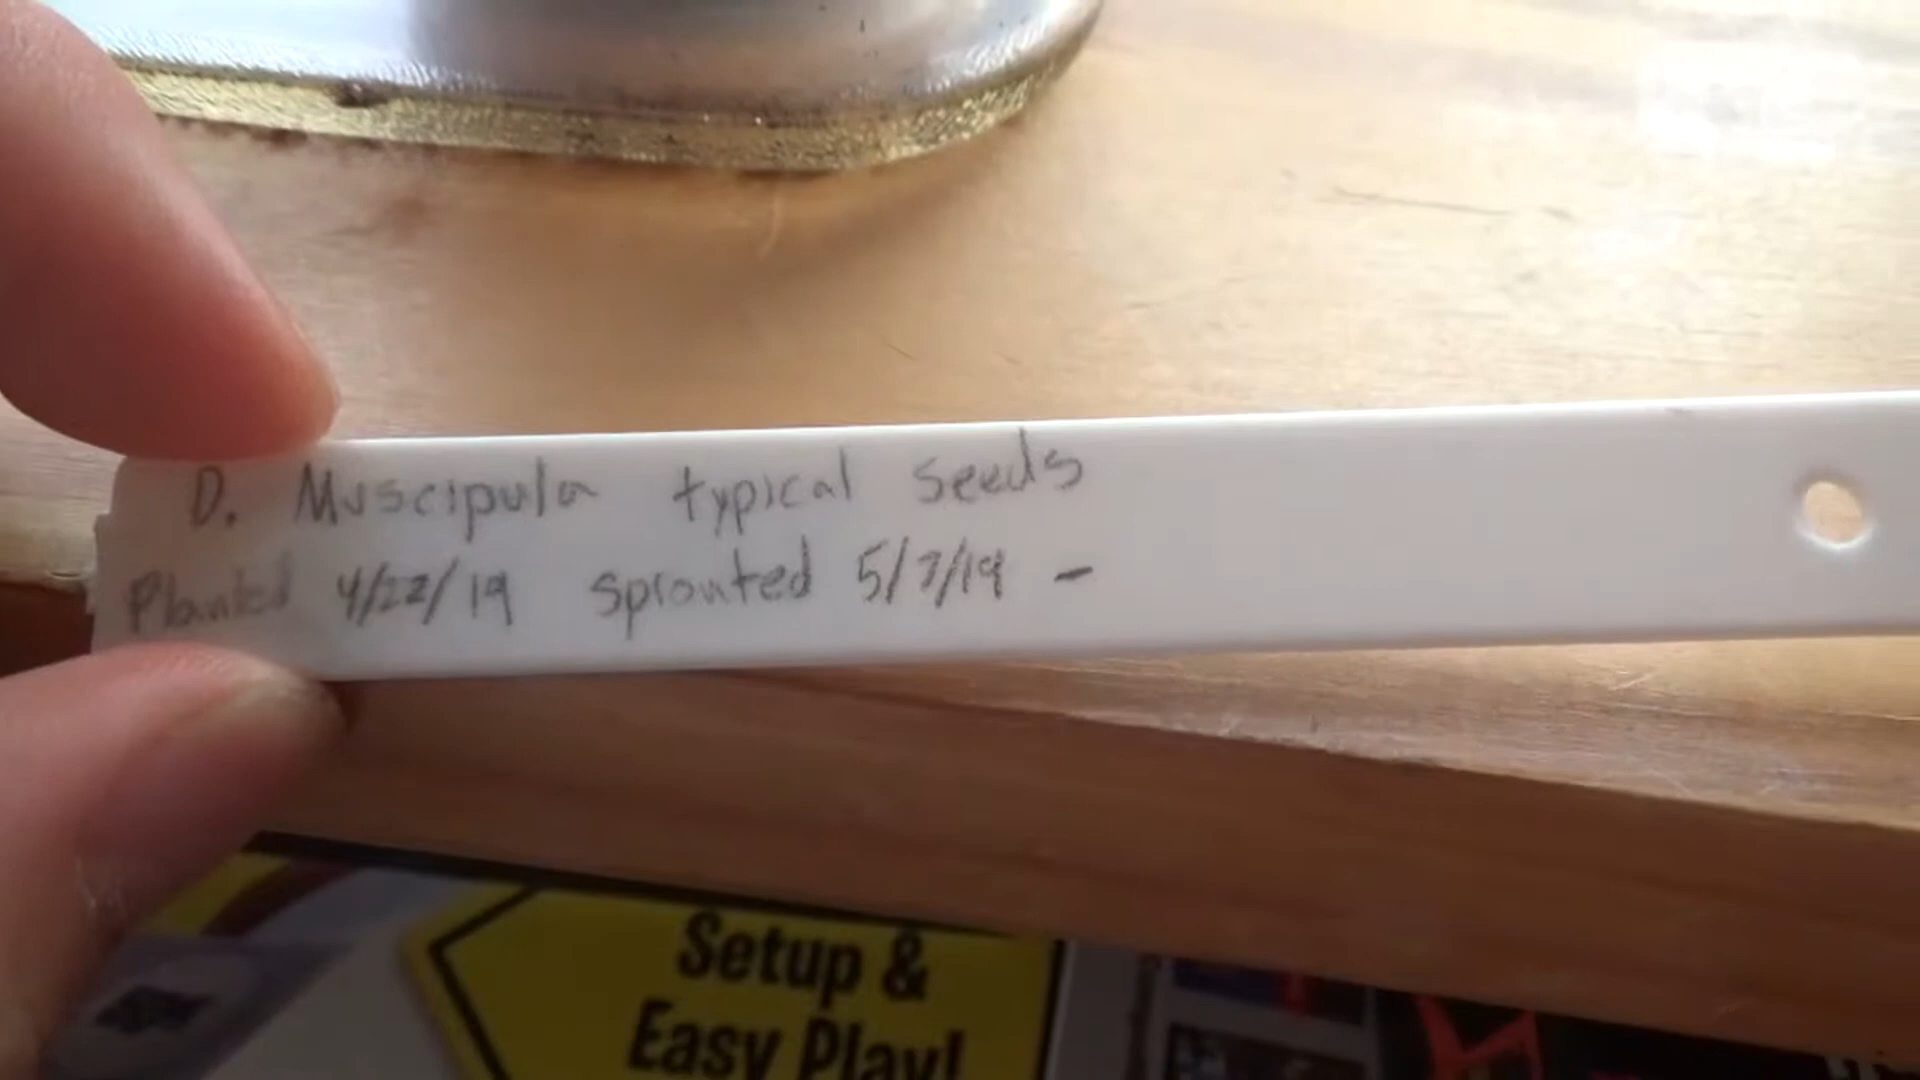 D. Muscipula typical seeds
Planted 4/22/19 sprouted 5/7/19 -
Setup &
Easy Play!